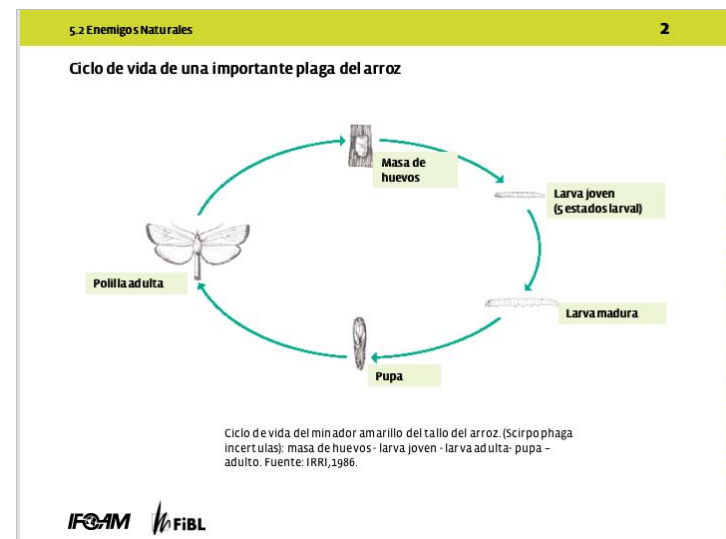 5.2 Enemigos Naturales
2
Ciclo de vida de una importante plaga del arroz
Masa de
huevos
Larva joven
(5 estados larval)
Polilla adulta
Larva madura
Pupa
Ciclo de vida del minador amarillo del tallo del arroz. (Scirpophaga
incertulas): masa de huevos - larva joven - larva adulta- pupa –
adulto. Fuente: IRRI, 1986.
IFOAM
FiBL